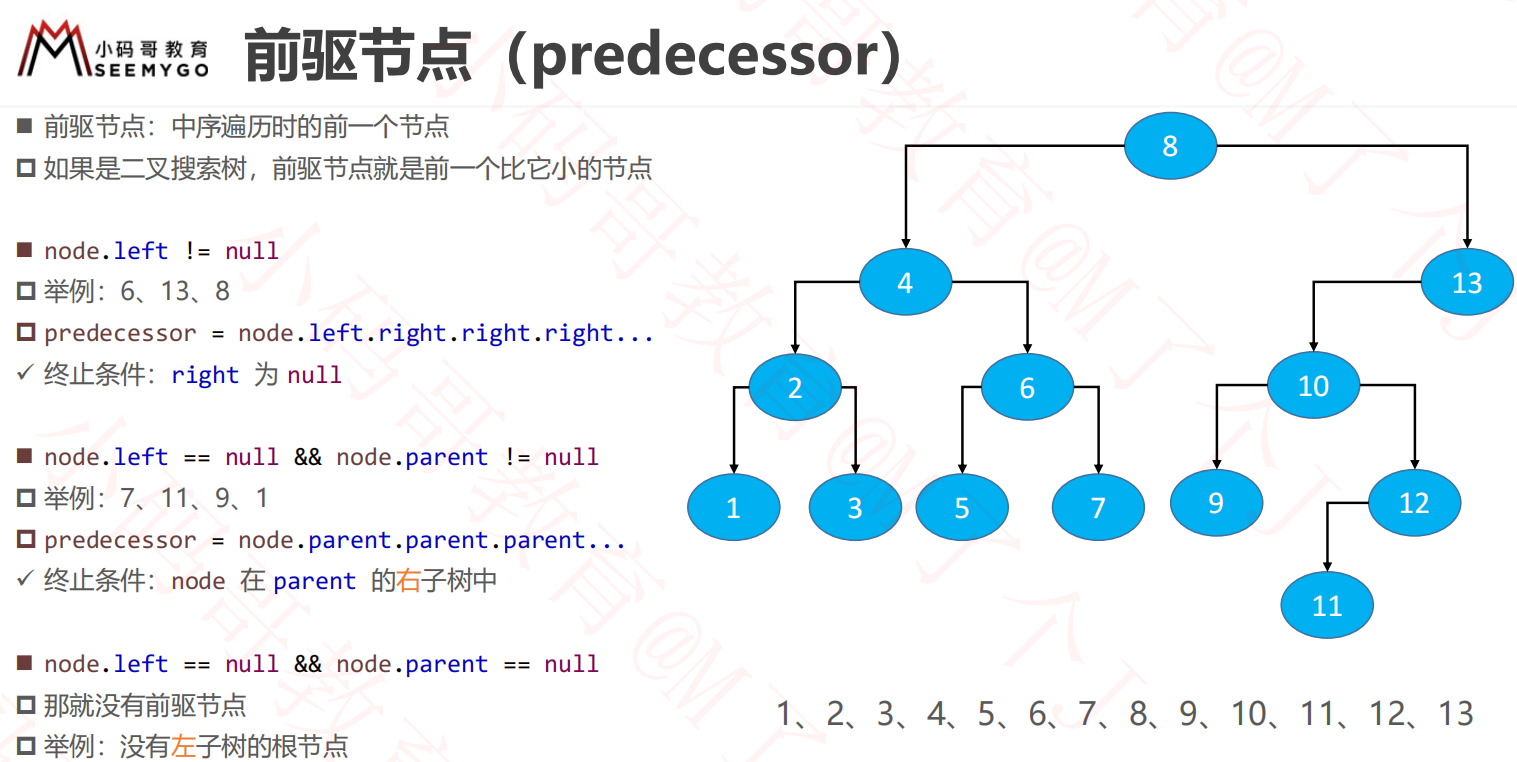 小码哥教育
SEEMYGO
前驱节点（predecessor）
前驱节点：中序遍历时的前一个节点
如果是二叉搜索树，前驱节点就是前一个比它小的节点
node.left != null
举例：6、13、8
predecessor = node.left.right.right.right...
终止条件：right 为 null
node.left == null && node.parent != null
举例：7、11、9、1
predecessor = node.parent.parent.parent...
终止条件：node 在 parent 的右子树中
node.left == null && node.parent == null
那就没有前驱节点
举例：没有左子树的根节点
8
4
13
2
6
10
1
3
5
7
9
12
11
1、2、3、4、5、6、7、8、9、10、11、12、13